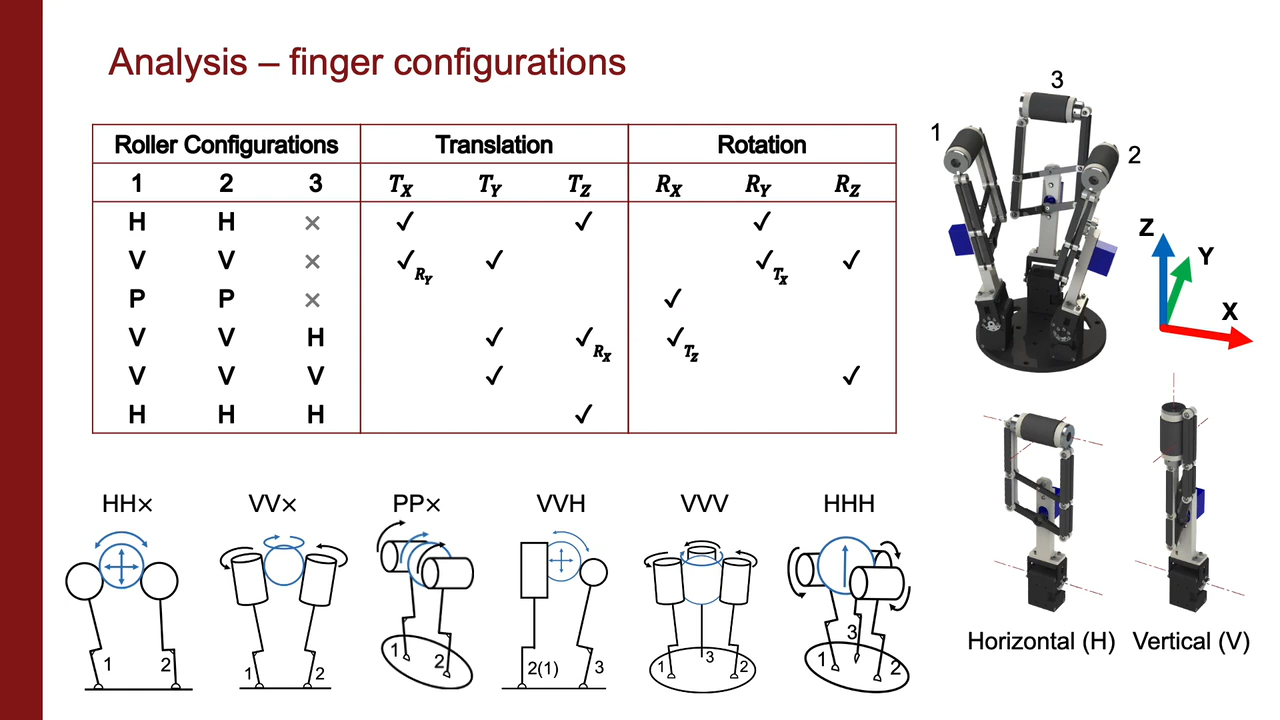 Analysis – finger configurations
Roller Configurations Translation Rotation
1 2 3 T_X T_Y T_Z R_X R_Y R_Z
H H × ✓ ✓ ✓
V V × ✓_{R_Y} ✓ ✓_{T_X} ✓
P P × ✓
V V H ✓ ✓_{R_X} ✓_{T_Z}
V V V ✓ ✓
H H H ✓
3
1
2
Z
Y
X
HH× VV× PP× VVH VVV HHH
1 2
1 2
1 2
2(1) 3
1 3 2
1 3 2
Horizontal (H) Vertical (V)